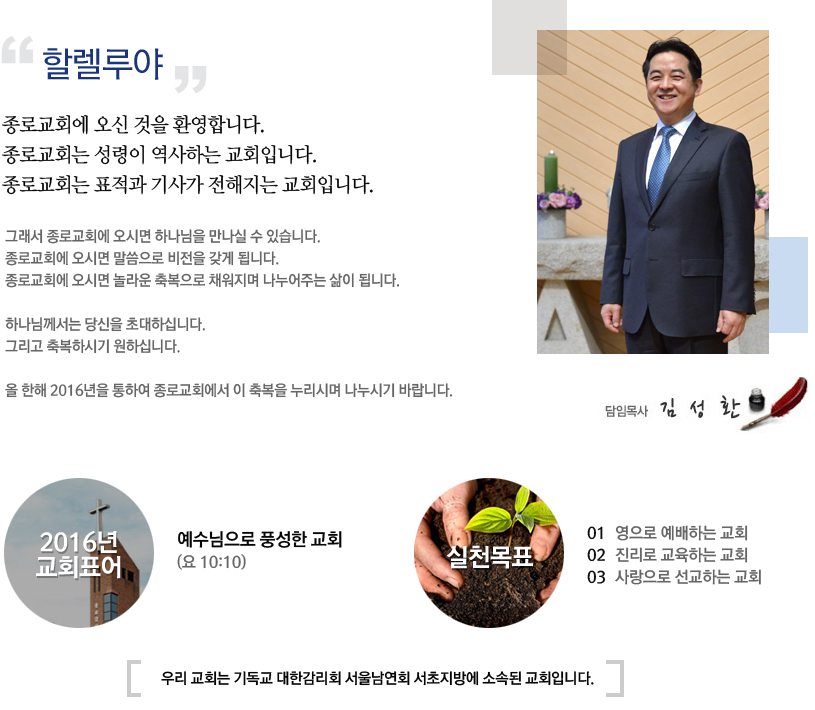 “ 할렐루야 ”
종로교회에 오신 것을 환영합니다.
종로교회는 성령이 역사하는 교회입니다.
종로교회는 표적과 기사가 전해지는 교회입니다.
그래서 종로교회에 오시면 하나님을 만나실 수 있습니다.
종로교회에 오시면 말씀으로 비전을 갖게 됩니다.
종로교회에 오시면 놀라운 축복으로 채워지며 나누어주는 삶이 됩니다.
하나님께서는 당신을 초대하십니다.
그리고 축복하시기 원하십니다.
올 한해 2016년을 통하여 종로교회에서 이 축복을 누리시며 나누시기 바랍니다.
담임목사 김 성 환
2016년
교회표어
예수님으로 풍성한 교회
(요 10:10)
실천목표
01 영으로 예배하는 교회
02 진리로 교육하는 교회
03 사랑으로 선교하는 교회
우리 교회는 기독교 대한감리회 서울남연회 서초지방에 소속된 교회입니다.